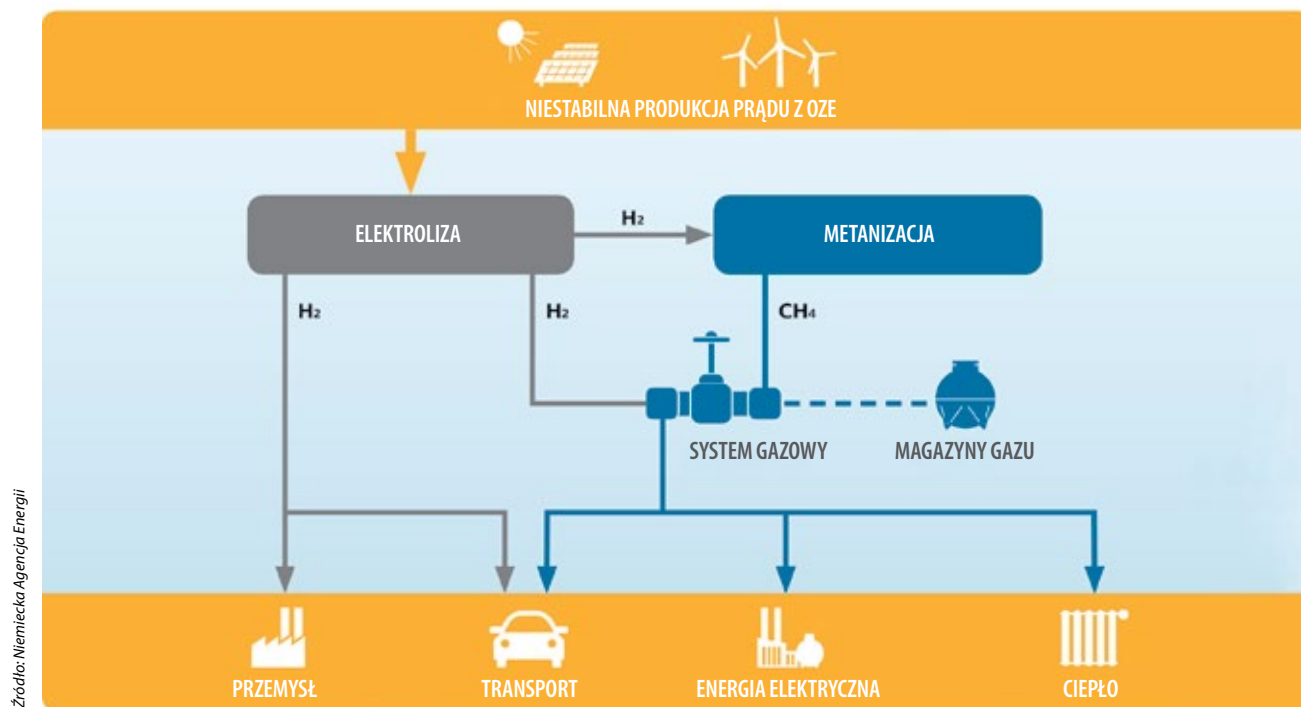 NIESTABILNA PRODUKCJA PRĄDU Z OZE
ELEKTROLIZA
H₂
METANIZACJA
H₂
H₂
CH₄
SYSTEM GAZOWY
MAGAZYNY GAZU
PRZEMYSŁ
TRANSPORT
ENERGIA ELEKTRYCZNA
CIEPŁO
Źródło: Niemiecka Agencja Energii